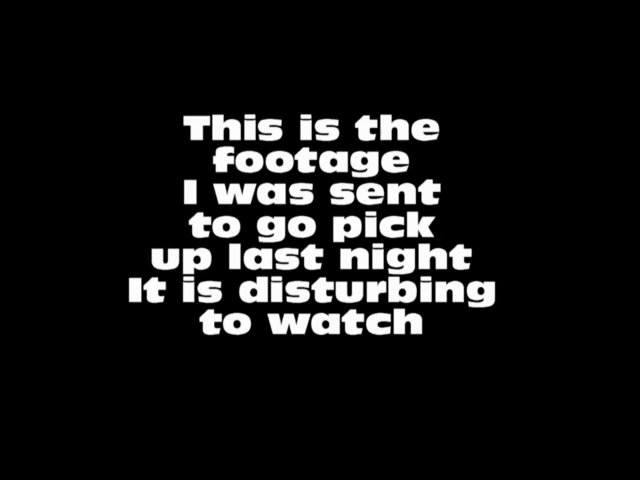 This is the
footage
I was sent
to go pick
up last night
It is disturbing
to watch